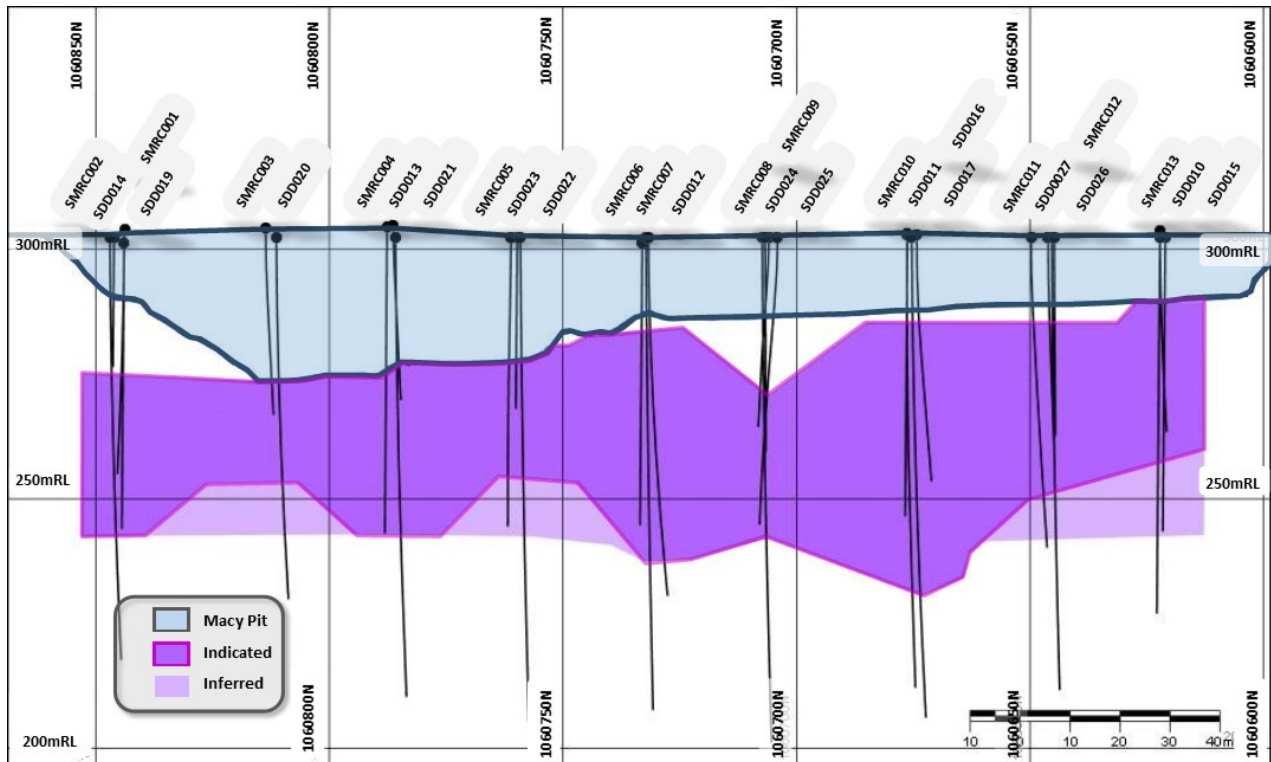 1060850N
1060800N
1060750N
1060700N
1060650N
1060600N
SMRC002
SDD014
SMRC001
SDD019
SMRC003
SDD020
SMRC004
SDD013
SDD021
SMRC005
SDD023
SDD022
SMRC006
SMRC007
SDD012
SMRC008
SMRC009
SDD024
SDD025
SMRC010
SDD011
SDD016
SDD017
SMRC011
SDD0027
SMRC012
SDD026
SMRC013
SDD010
SDD015
300mRL
300mRL
250mRL
250mRL
Macy Pit
Indicated
Inferred
1060800N
1060750N
1060700N
1060700N
1060650N
1060600N
200mRL
10 10 20 30 40m